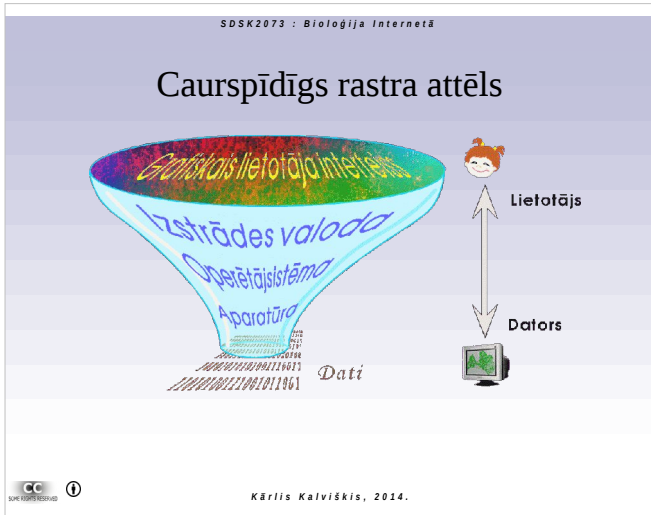 SDSK2073 : Bioloģija Internetā
Caurspīdīgs rastra attēls
Grafiskais lietotāja interfeiss
Izstrādes valoda
Operētājsistēma
Aparatūra
Lietotājs
Dators
Dati
CC
SOME RIGHTS RESERVED
Kārlis Kalviškis, 2014.